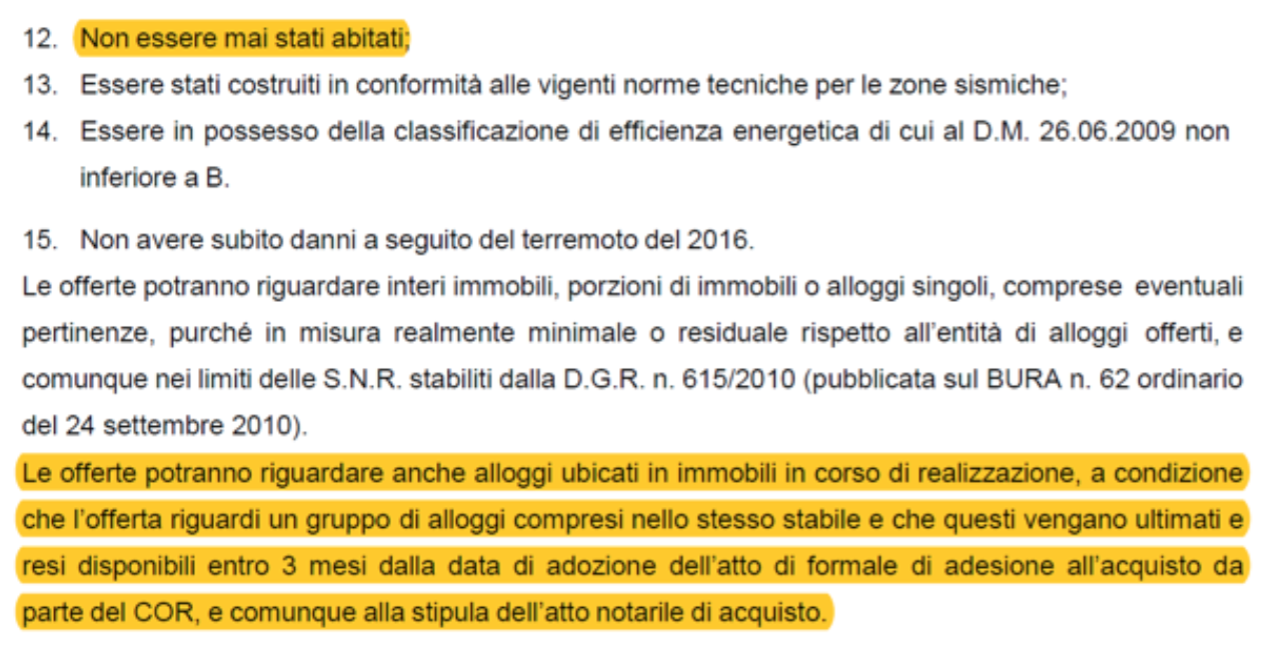 12. Non essere mai stati abitati;
13. Essere stati costruiti in conformità alle vigenti norme tecniche per le zone sismiche;
14. Essere in possesso della classificazione di efficienza energetica di cui al D.M. 26.06.2009 non
inferiore a B.
15. Non avere subito danni a seguito del terremoto del 2016.
Le offerte potranno riguardare interi immobili, porzioni di immobili o alloggi singoli, comprese eventuali
pertinenze, purché in misura realmente minimale o residuale rispetto all'entità di alloggi offerti, e
comunque nei limiti delle S.N.R. stabiliti dalla D.G.R. n. 615/2010 (pubblicata sul BURA n. 62 ordinario
del 24 settembre 2010).
Le offerte potranno riguardare anche alloggi ubicati in immobili in corso di realizzazione, a condizione
che l'offerta riguardi un gruppo di alloggi compresi nello stesso stabile e che questi vengano ultimati e
resi disponibili entro 3 mesi dalla data di adozione dell'atto di formale di adesione all'acquisto da
parte del COR, e comunque alla stipula dell'atto notarile di acquisto.